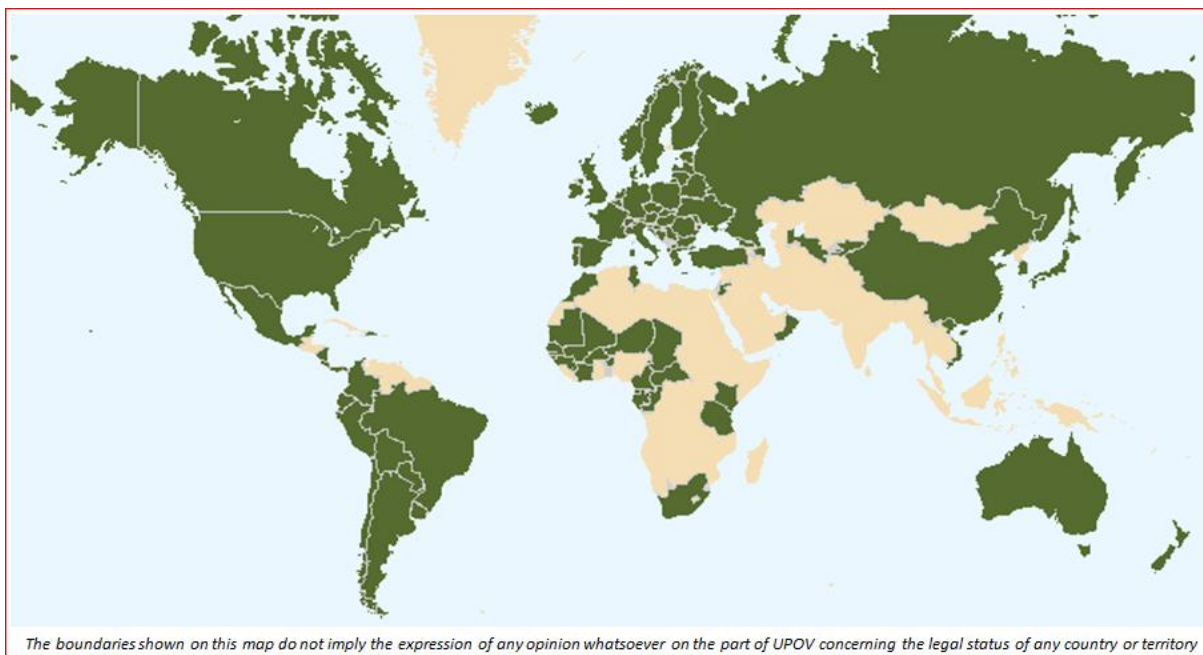 The boundaries shown on this map do not imply the expression of any opinion whatsoever on the part of UPOV concerning the legal status of any country or territory